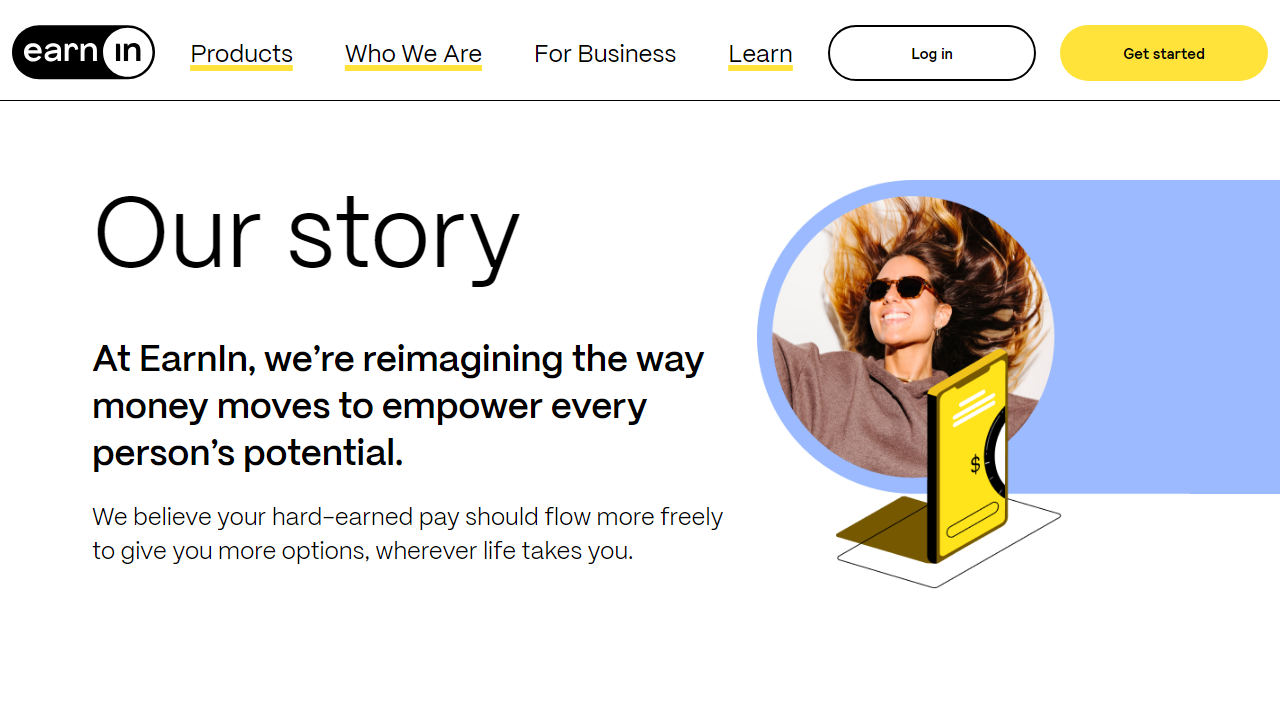 earn in
Products
Who We Are
For Business
Learn
Log in
Get started
Our story
At EarnIn, we’re reimagining the way
money moves to empower every
person’s potential.
We believe your hard-earned pay should flow more freely
to give you more options, wherever life takes you.
$